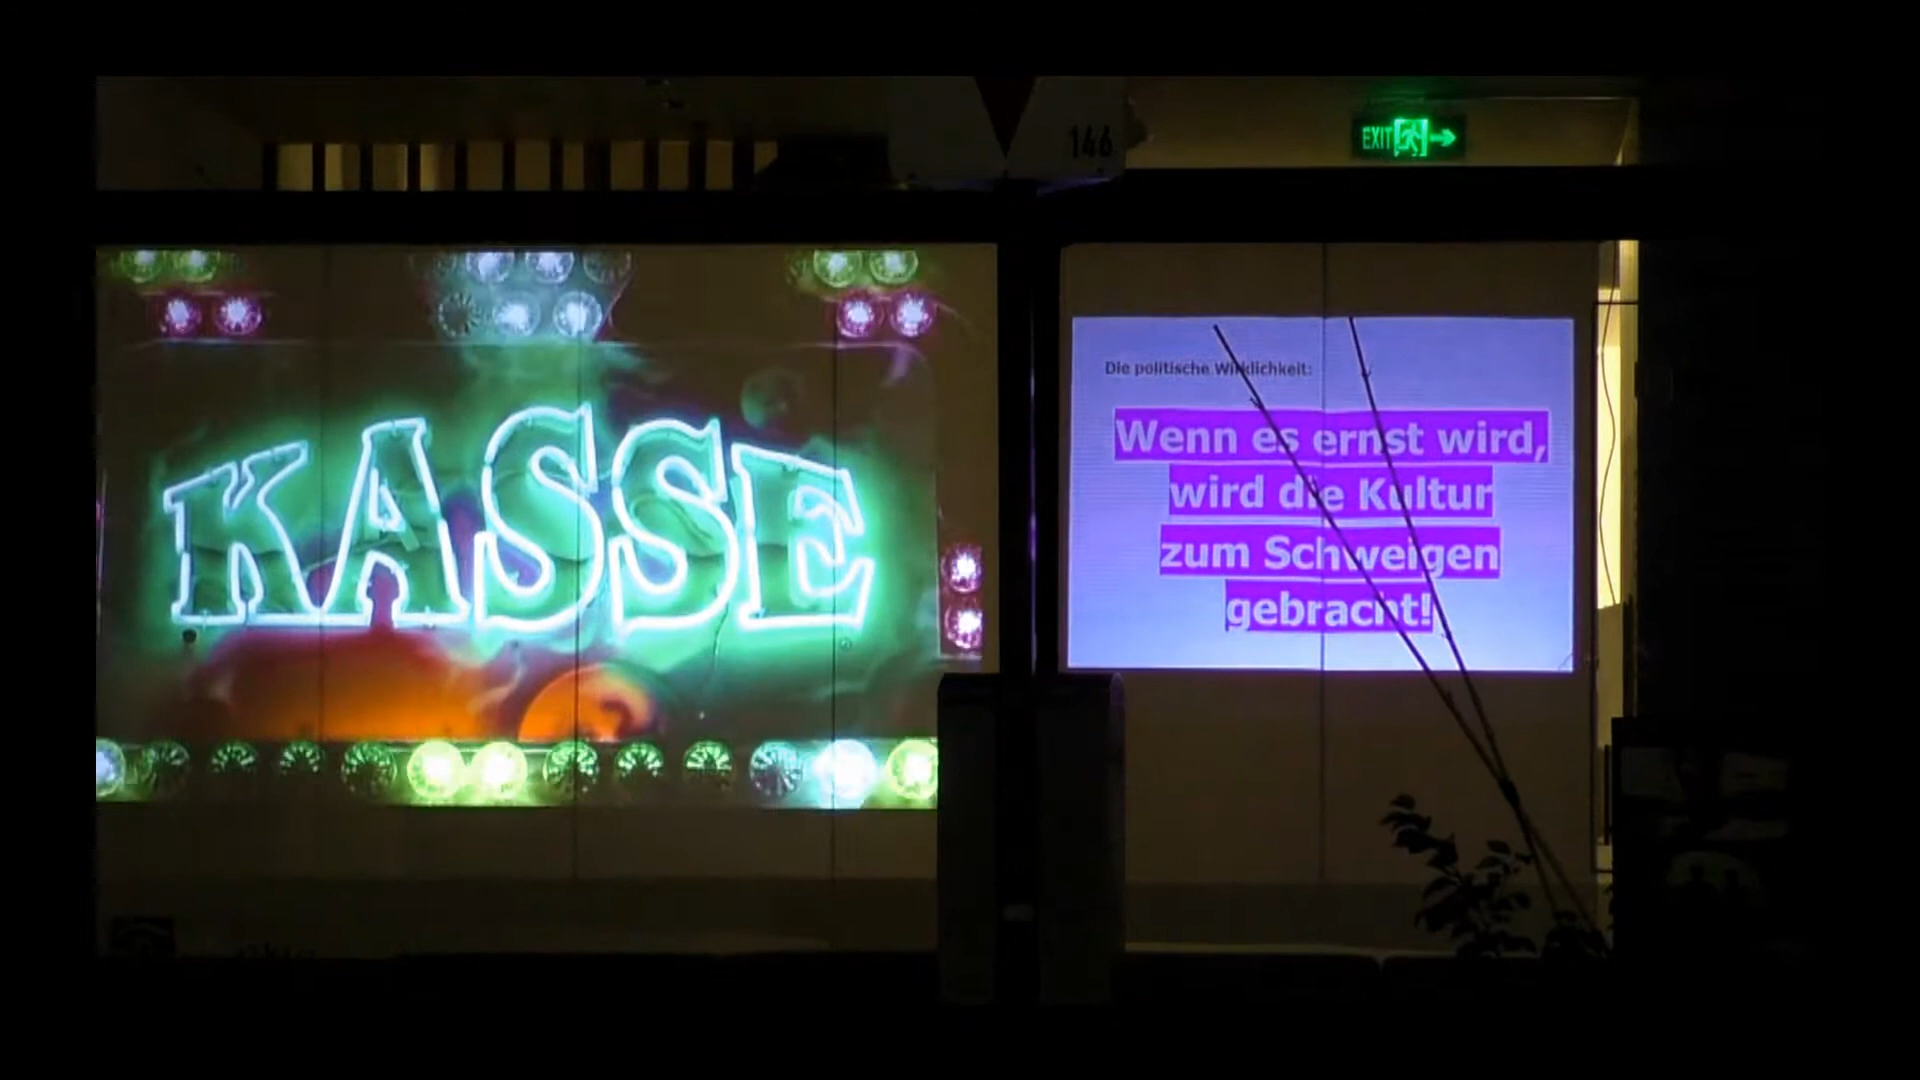 146
EXIT
KASSE
Die politische Wirklichkeit:
Wenn es ernst wird,
wird die Kultur
zum Schweigen
gebracht!